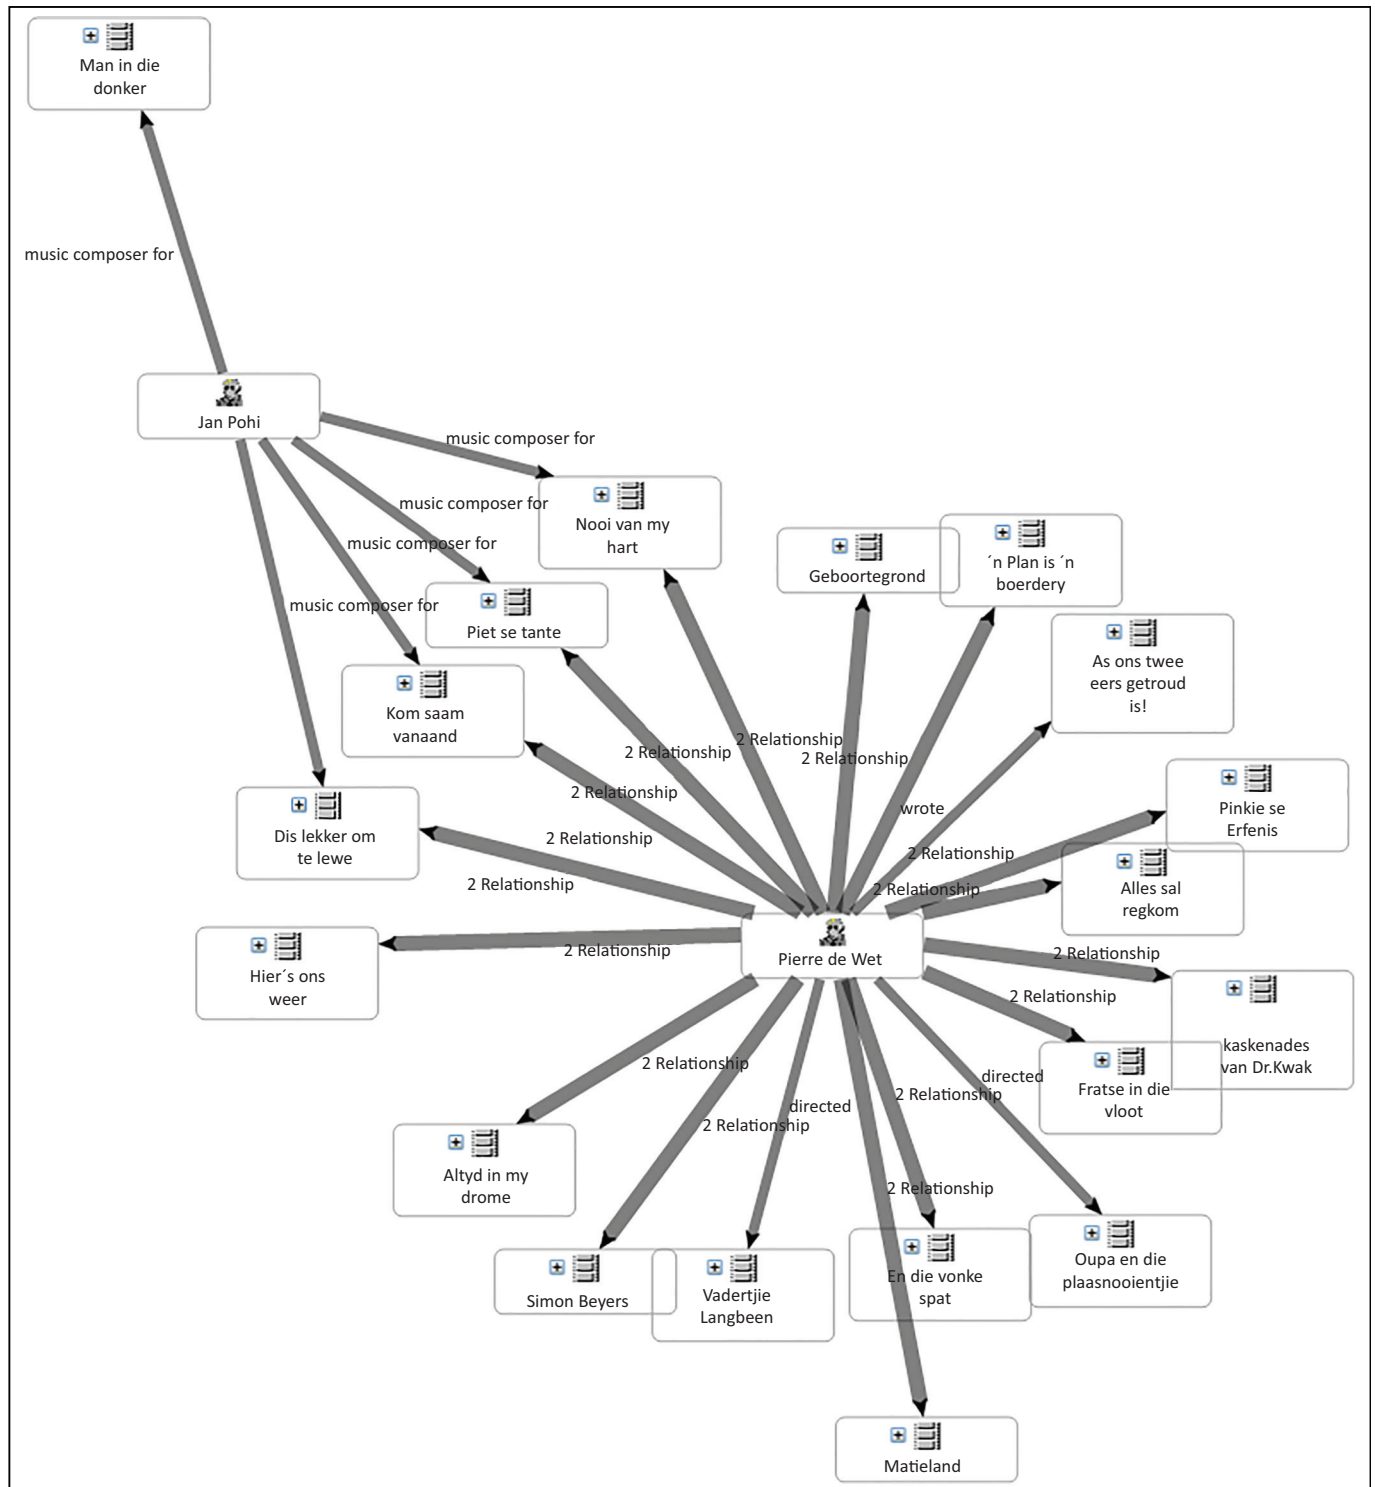 Man in die
donker
music composer for
Jan Pohi
music composer for
music composer for
music composer for
music composer for
Nooi van my
hart
Geboortegrond
´n Plan is ´n
boerdery
Piet se tante
As ons twee
eers getroud
is!
Kom saam
vanaand
2 Relationship
2 Relationship
2 Relationship
2 Relationship
wrote
Pinkie se
Erfenis
Dis lekker om
te lewe
2 Relationship
2 Relationship
2 Relationship
2 Relationship
Alles sal
regkom
Hier´s ons
weer
2 Relationship
Pierre de Wet
2 Relationship
2 Relationship
kaskenades
van Dr.Kwak
2 Relationship
directed
2 Relationship
directed
2 Relationship
Fratse in die
vloot
Altyd in my
drome
2 Relationship
Simon Beyers
Vadertjie
Langbeen
En die vonke
spat
Oupa en die
plaasnooientjie
Matieland